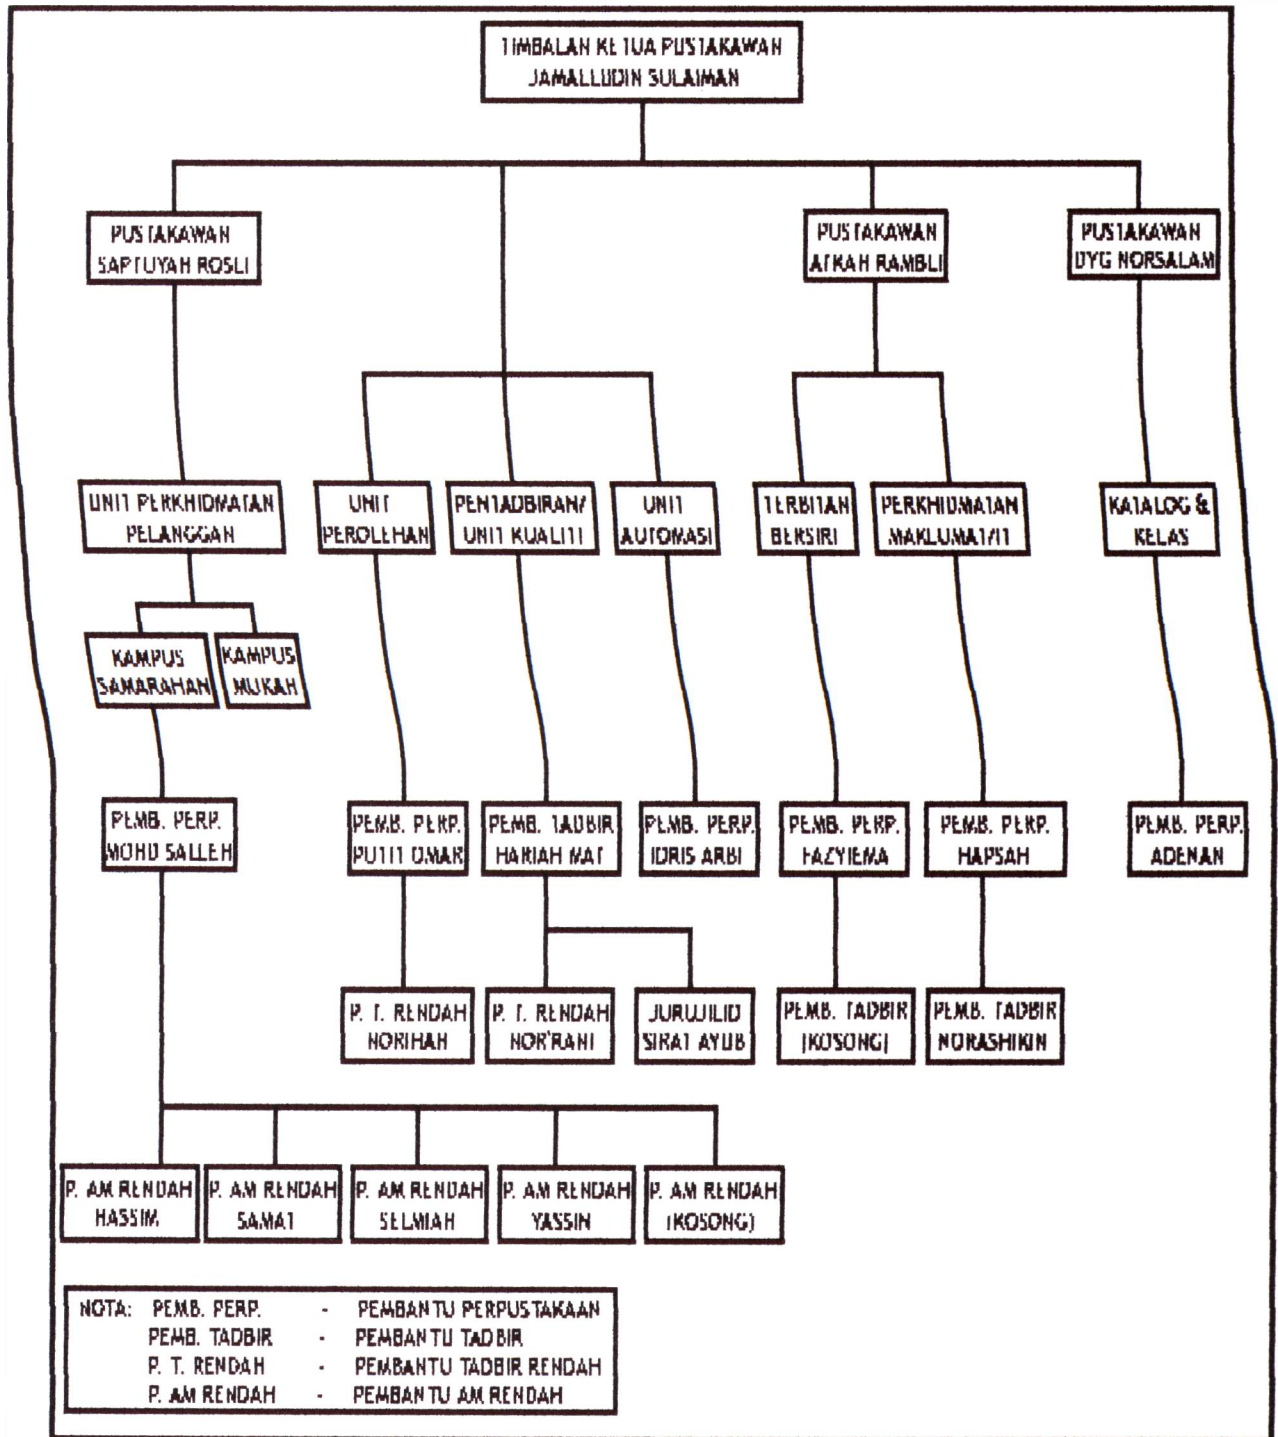 TIMBALAN KETUA PUSTAKAWAN
JAMALLUDIN SULAIMAN
PUSTAKAWAN
SAPTUYAH ROSLI
PUSTAKAWAN
ATKAH RAMBLI
PUSTAKAWAN
DYG NORSALAM
UNIT PERKHIDMATAN
PELANGGAN
UNIT
PEROLEHAN
PENTADBIRAN/
UNIT KUALITI
UNIT
AUTOMASI
TERBITAN
BERSIRI
PERKHIDMATAN
MAKLUMAT/IT
KATALOG &
KELAS
KAMPUS
SAMARAHAN
KAMPUS
MUKAH
PEMB. PERP.
MOHD SALLEH
PEMB. PERP.
PUTIT OMAR
PEMB. TADBIR
HARIAH MAT
PEMB. PERP.
IDRIS ARBI
PEMB. PERP.
FAZYIEMA
PEMB. PERP.
HAPSAH
PEMB. PERP.
ADENAN
P. T. RENDAH
NORIHAH
P. T. RENDAH
NOR'RANI
JURUJILID
SIRAT AYUB
PEMB. TADBIR
(KOSONG)
PEMB. TADBIR
NORASHIKIN
P. AM RENDAH
HASSIM
P. AM RENDAH
SAMAT
P. AM RENDAH
SELMIAH
P. AM RENDAH
YASSIN
P. AM RENDAH
(KOSONG)
NOTA: PEMB. PERP. - PEMBANTU PERPUSTAKAAN
PEMB. TADBIR - PEMBANTU TADBIR
P. T. RENDAH - PEMBANTU TADBIR RENDAH
P. AM RENDAH - PEMBANTU AM RENDAH